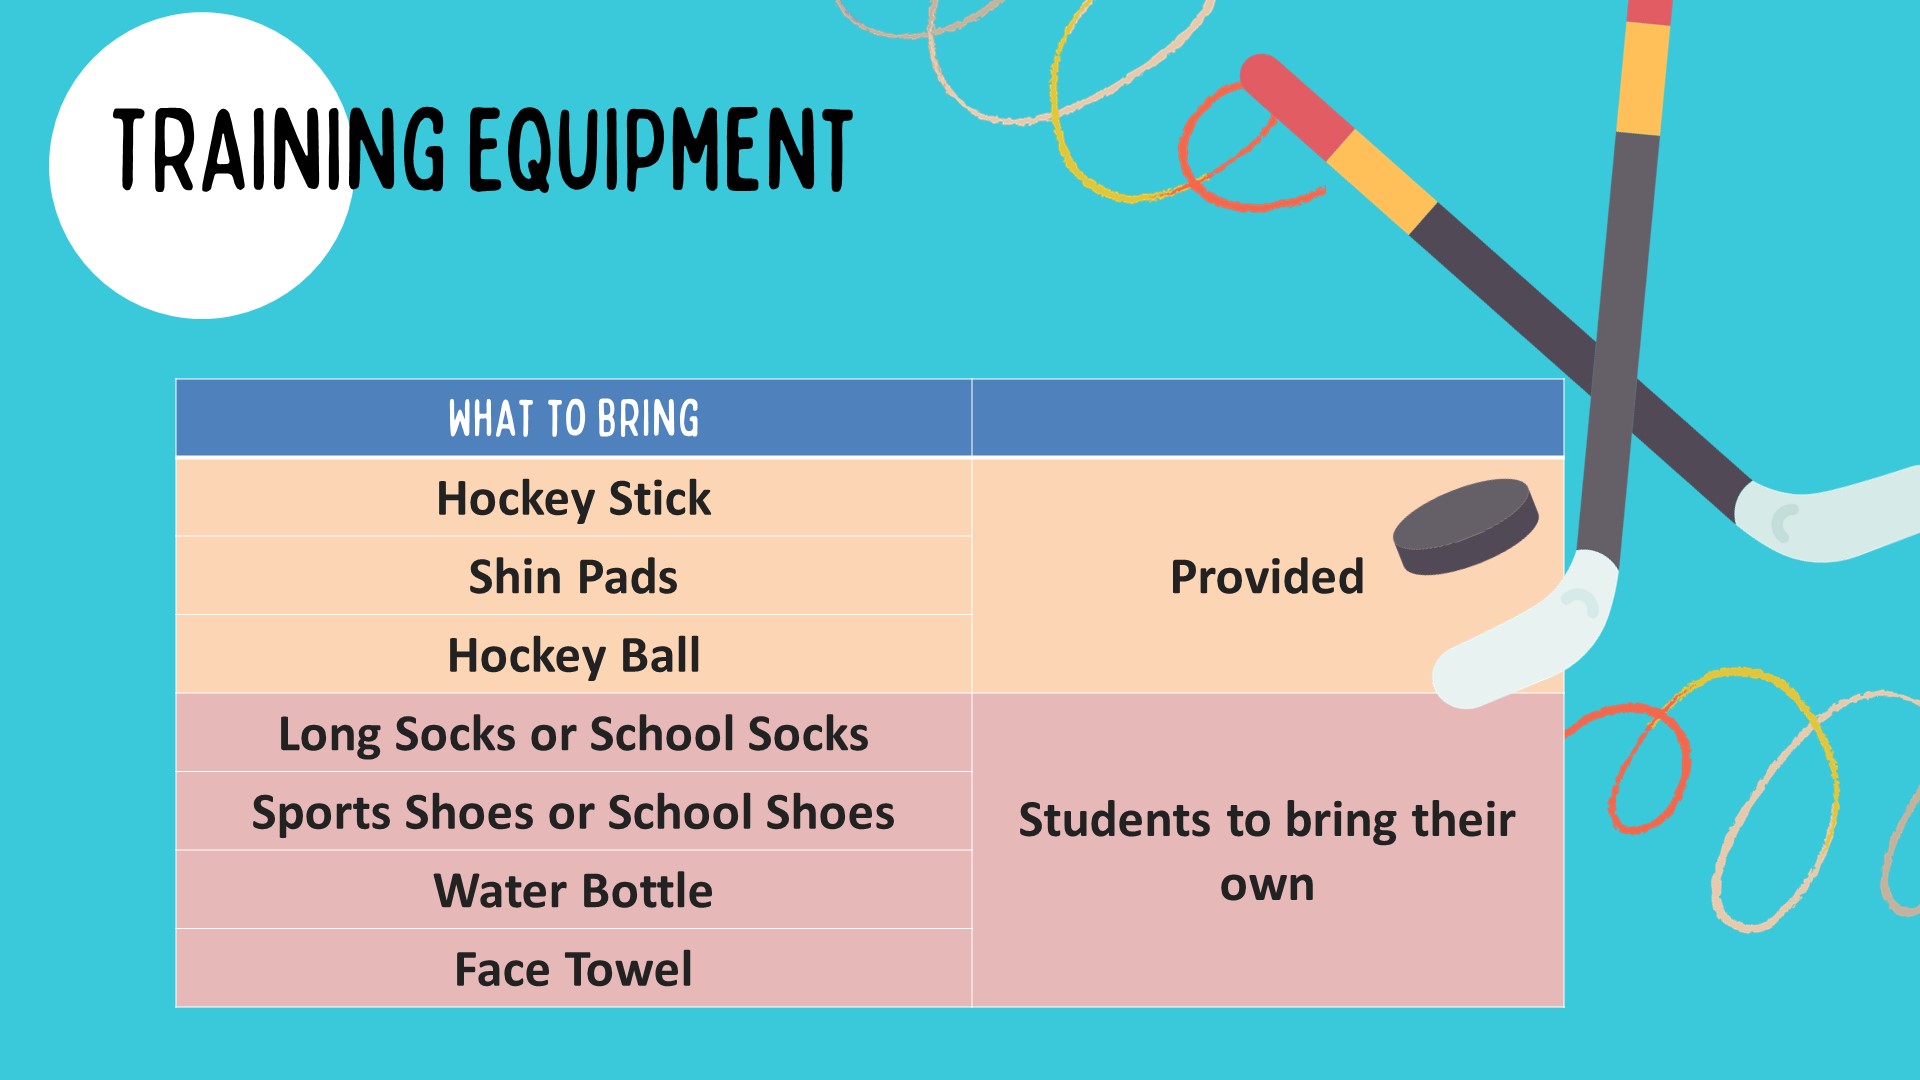 TRAINING EQUIPMENT
WHAT TO BRING
Hockey Stick
Shin Pads
Provided
Hockey Ball
Long Socks or School Socks
Sports Shoes or School Shoes
Students to bring their
own
Water Bottle
Face Towel